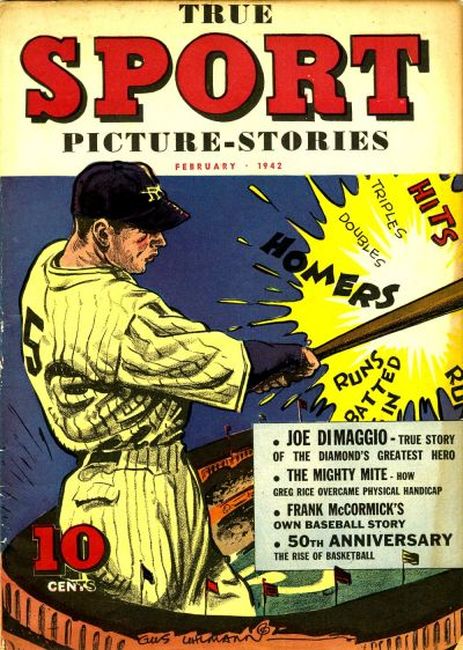 TRUE
SPORT
PICTURE-STORIES
FEBRUARY · 1942
HITS
TRIPLES
DOUBLES
HOMERS
RUNS
BATTED
IN
RU
5
• JOE DiMAGGIO - TRUE STORY
OF THE DIAMOND'S GREATEST HERO
• THE MIGHTY MITE - HOW
GREG RICE OVERCAME PHYSICAL HANDICAP
• FRANK McCORMICK'S
OWN BASEBALL STORY
• 50TH ANNIVERSARY
THE RISE OF BASKETBALL
10
CENTS
GUS UHLMANN